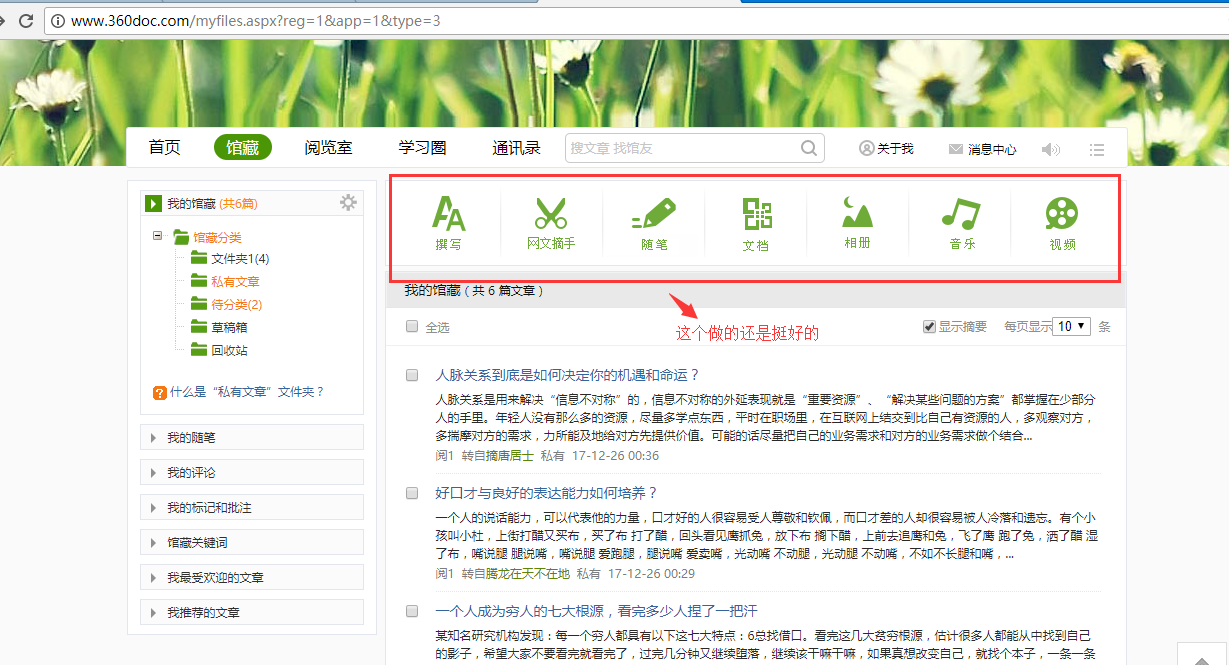 www.360doc.com/myfiles.aspx?reg=1&app=1&type=3
首页 馆藏 阅览室 学习圈 通讯录 搜文章 找馆友 关于我 消息中心
我的馆藏 (共6篇)
馆藏分类
文件夹1(4)
私有文章
待分类(2)
草稿箱
回收站
什么是“私有文章”文件夹？
我的随笔
我的评论
我的标记和批注
馆藏关键词
我最受欢迎的文章
我推荐的文章
撰写 网文摘手 随笔 文档 相册 音乐 视频
我的馆藏 ( 共 6 篇文章 )
全选 显示摘要 每页显示 10 条
这个做的还是挺好的
人脉关系到底是如何决定你的机遇和命运？
人脉关系是用来解决“信息不对称”的，信息不对称的外延表现就是“重要资源”、“解决某些问题的方案”都掌握在少部分
人的手里。年轻人没有那么多的资源，尽量多学点东西，平时在职场里，在互联网上结交到比自己有资源的人，多观察对方，
多揣摩对方的需求，力所能及地给对方先提供价值。可能的话尽量把自己的业务需求和对方的业务需求做个结合...
阅1 转自摘唐居士 私有 17-12-26 00:36
好口才与良好的表达能力如何培养？
一个人的说话能力，可以代表他的力量，口才好的人很容易受人尊敬和钦佩，而口才差的人却很容易被人冷落和遗忘。有个小
孩叫小杜，上街打醋又买布，买了布 打了醋，回头看见鹰抓兔，放下布 搁下醋，上前去追鹰和兔，飞了鹰 跑了兔，洒了醋 湿
了布，嘴说腿 腿说嘴，嘴说腿 爱跑腿，腿说嘴 爱卖嘴，光动嘴 不动腿，光动腿 不动嘴，不如不长腿和嘴，...
阅1 转自腾龙在天不在地 私有 17-12-26 00:29
一个人成为穷人的七大根源，看完多少人捏了一把汗
某知名研究机构发现：每一个穷人都具有以下这七大特点：6总找借口。看完这几大贫穷根源，估计很多人都能从中找到自己
的影子，希望大家不要看完就看完了，过完几分钟又继续堕落，继续该干嘛干嘛，如果真想改变自己，就找个本子，一条一条